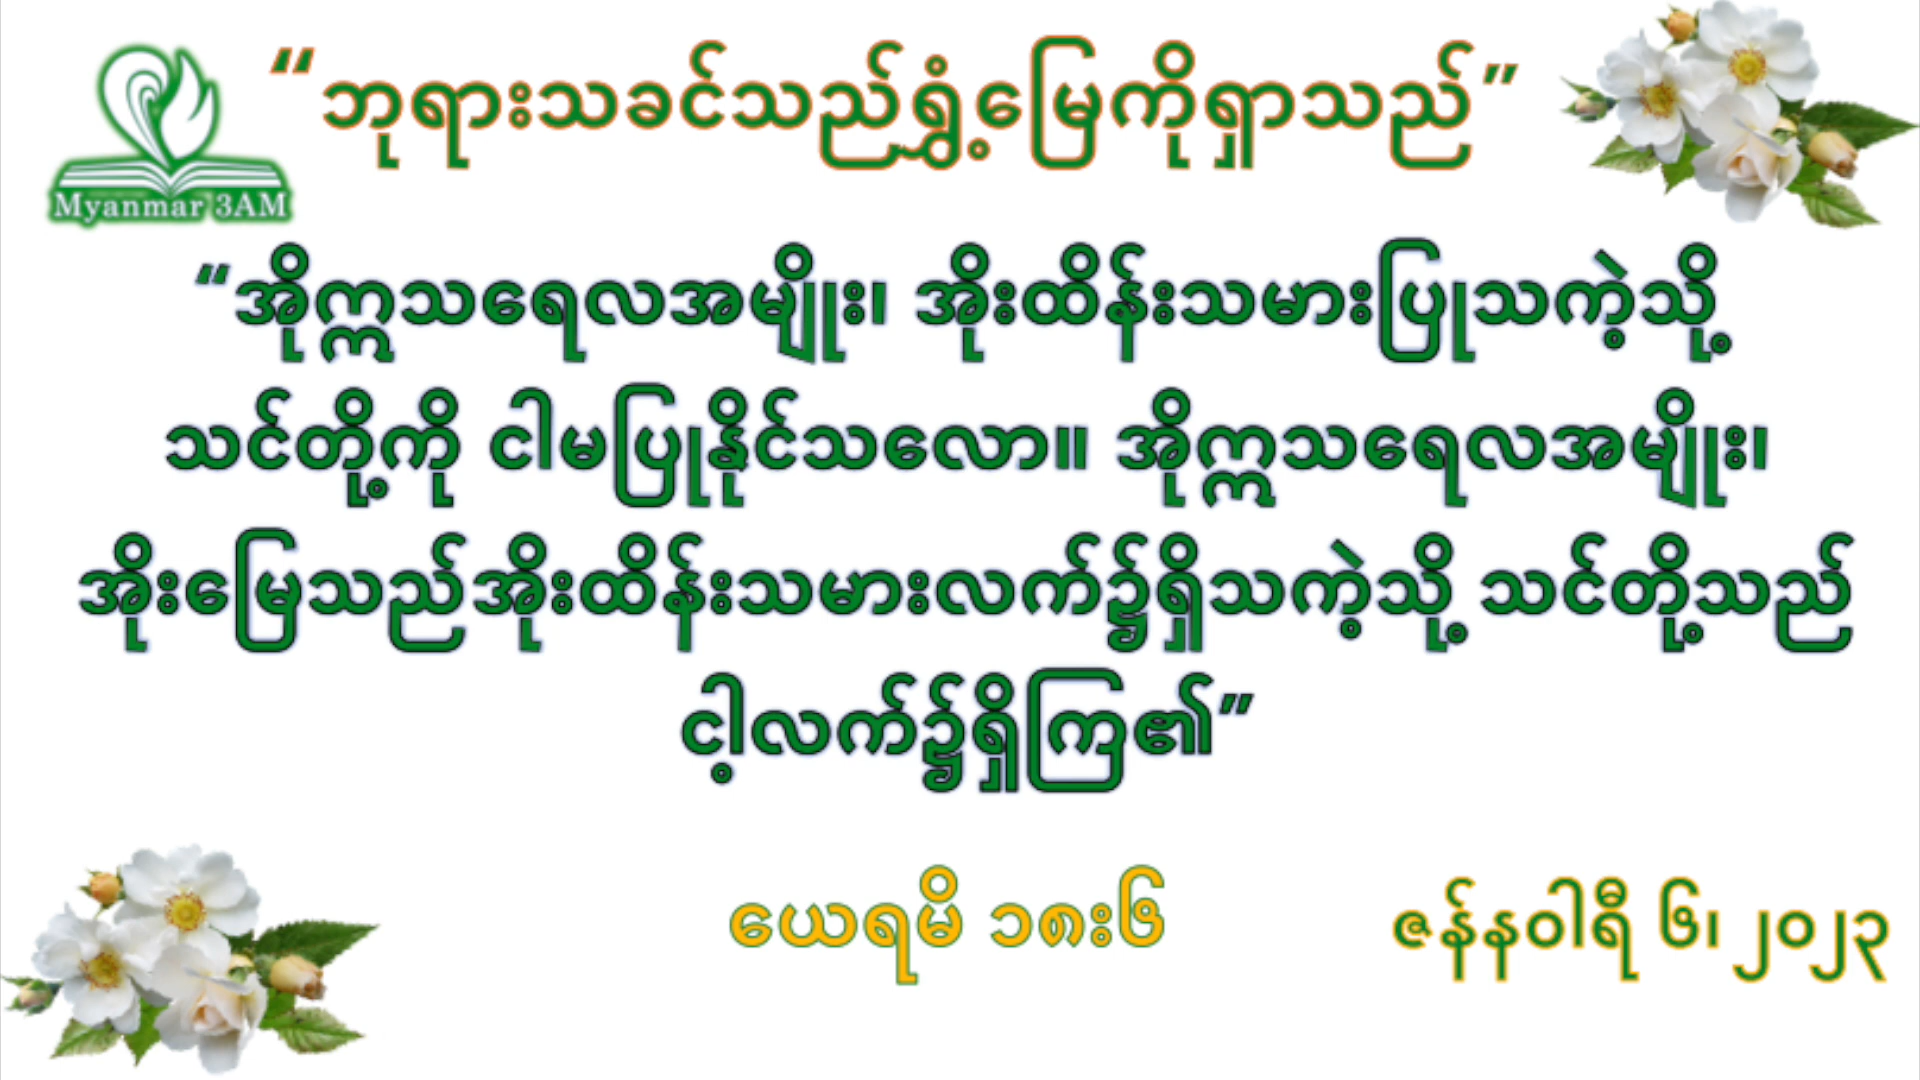 “ဘုရားသခင်သည်ရွှံ့မြေကိုရှာသည်”
Myanmar 3AM
“အိုဣသရေလအမျိုး၊ အိုးထိန်းသမားပြုသကဲ့သို့
သင်တို့ကို ငါမပြုနိုင်သလော။ အိုဣသရေလအမျိုး၊
အိုးမြေသည်အိုးထိန်းသမားလက်၌ရှိသကဲ့သို့ သင်တို့သည်
ငါ့လက်၌ရှိကြ၏”
ယေရမိ ၁၈း၆
ဇန်နဝါရီ ၆၊ ၂၀၂၃